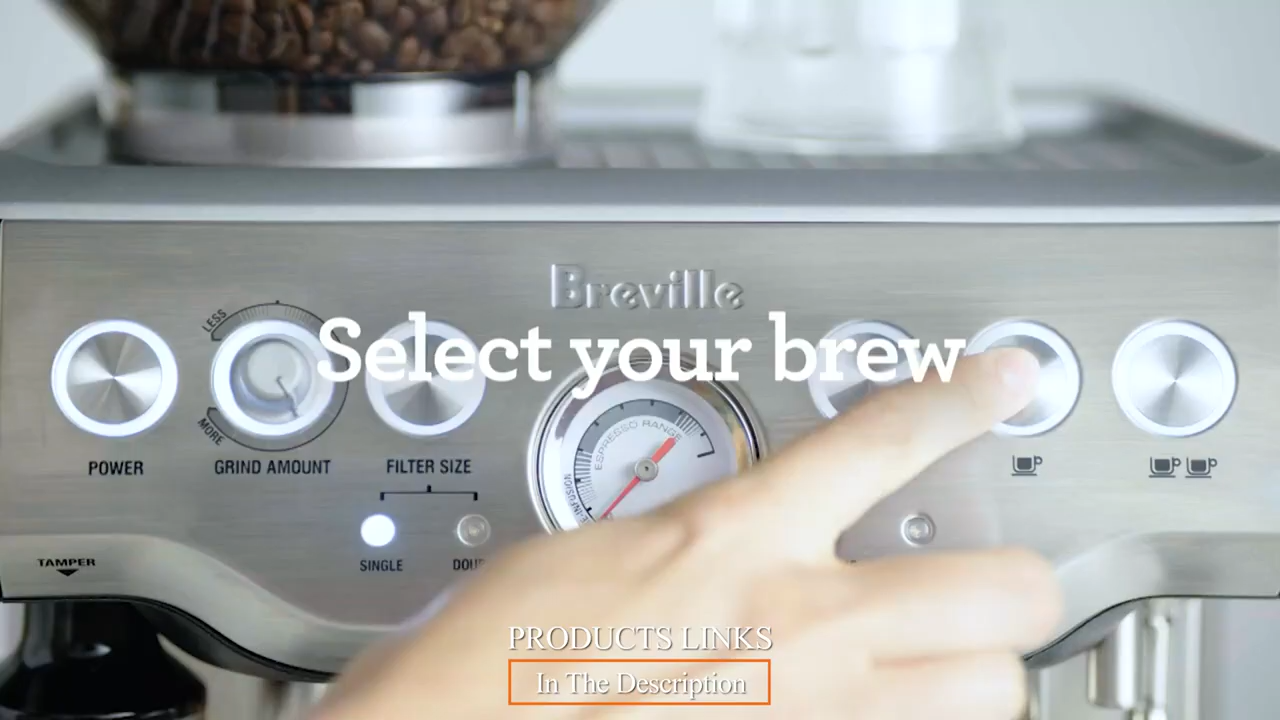 Breville
Select your brew
LESS
MORE
ESPRESSO RANGE
POWER
GRIND AMOUNT
FILTER SIZE
SINGLE
TAMPER
PRODUCTS LINKS
In The Description